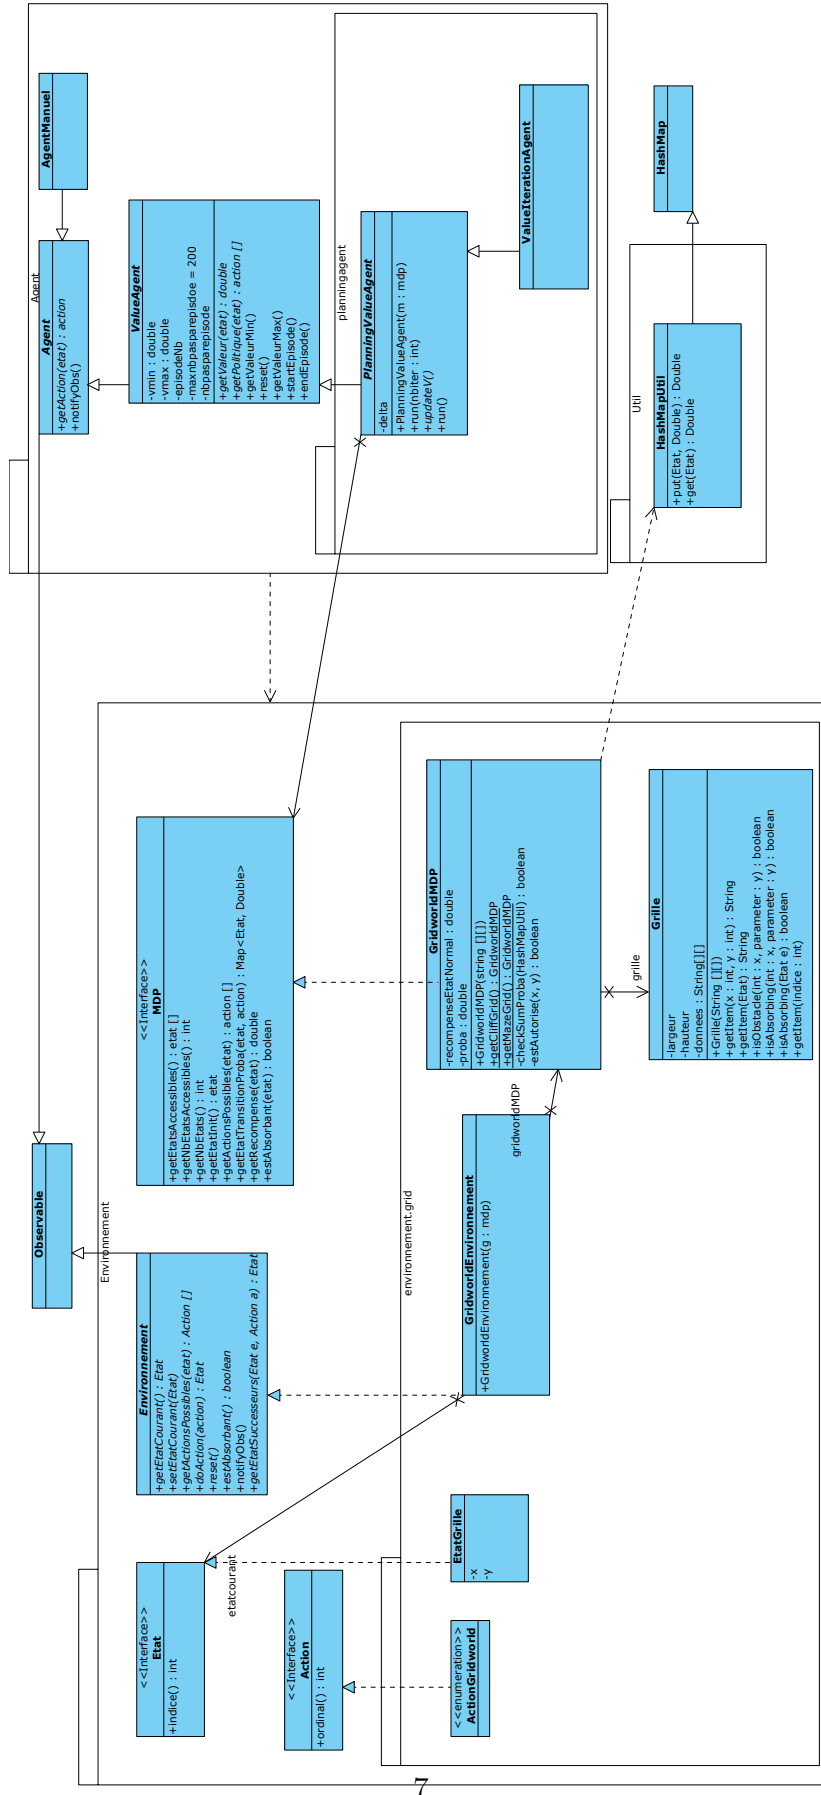 Observable
Environnement
Environnement
+getEtatCourant() : Etat
+setEtatCourant(Etat)
+getActionsPossibles(etat) : Action []
+doAction(action) : Etat
+reset()
+estAbsorbant() : boolean
+notifyObs()
+getEtatSuccesseurs(Etat e, Action a) : Etat
<<Interface>>
Etat
+indice() : int
etatcourant
<<Interface>>
Action
+ordinal() : int
<<Interface>>
MDP
+getEtatsAccessibles() : etat []
+getNbEtatsAccessibles() : int
+getNbEtats() : int
+getEtatInit() : etat
+getActionsPossibles(etat) : action []
+getEtatTransitionProba(etat, action) : Map<Etat, Double>
+getRecompense(etat) : double
+estAbsorbant(etat) : boolean
environnement.grid
<<enumeration>>
ActionGridworld
EtatGrille
-x
-y
GridworldEnvironnement
+GridworldEnvironnement(g : mdp)
gridworldMDP
GridworldMDP
-recompenseEtatNormal : double
-proba : double
+GridworldMDP(string [][])
+getCliffGrid() : GridworldMDP
+getMazeGrid() : GridworldMDP
-checkSumProba(HashMapUtil) : boolean
-estAutorise(x, y) : boolean
grille
Grille
-largeur
-hauteur
-donnees : String[][]
+Grille(String [][])
+getItem(x : int, y : int) : String
+getItem(Etat) : String
+isObstacle(int : x, parameter : y) : boolean
+isAbsorbing(int : x, parameter : y) : boolean
+isAbsorbing(Etat e) : boolean
+getItem(indice : int)
Agent
Agent
+getAction(etat) : action
+notifyObs()
AgentManuel
ValueAgent
-vmin : double
-vmax : double
-episodeNb
-maxnbpasparepisdoe = 200
-nbpasparepisode
+getValeur(etat) : double
+getPolitique(etat) : action []
+getValeurMin()
+reset()
+getValeurMax()
+startEpisode()
+endEpisode()
planningagent
PlanningValueAgent
-delta
+PlanningValueAgent(m : mdp)
+run(nbiter : int)
+updateV()
+run()
ValueIterationAgent
Util
HashMapUtil
+put(Etat, Double) : Double
+get(Etat) : Double
HashMap
7